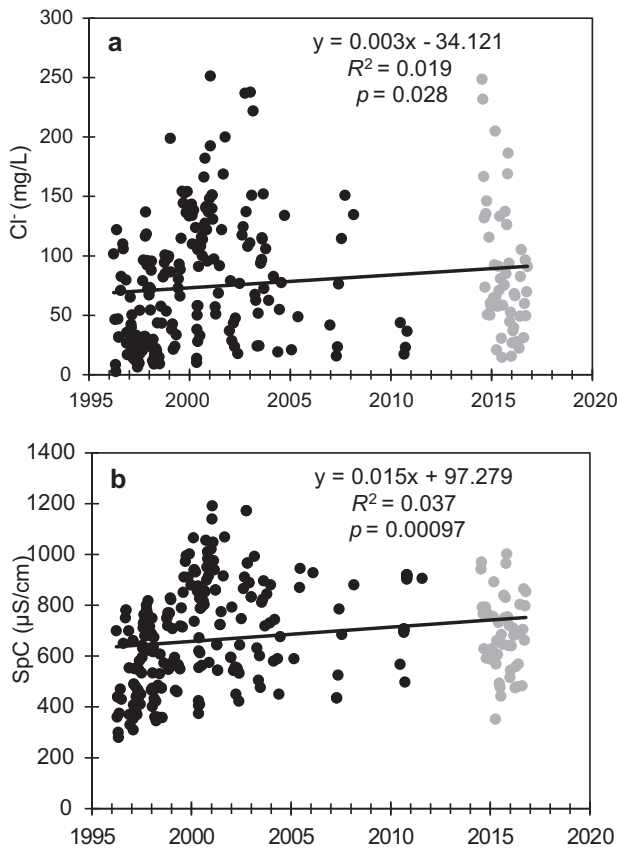 300
a
y = 0.003x - 34.121
R² = 0.019
p = 0.028
250
200
150
100
50
0
Cl⁻ (mg/L)
1995 2000 2005 2010 2015 2020
1400
b
y = 0.015x + 97.279
R² = 0.037
p = 0.00097
1200
1000
800
600
400
200
0
SpC (µS/cm)
1995 2000 2005 2010 2015 2020